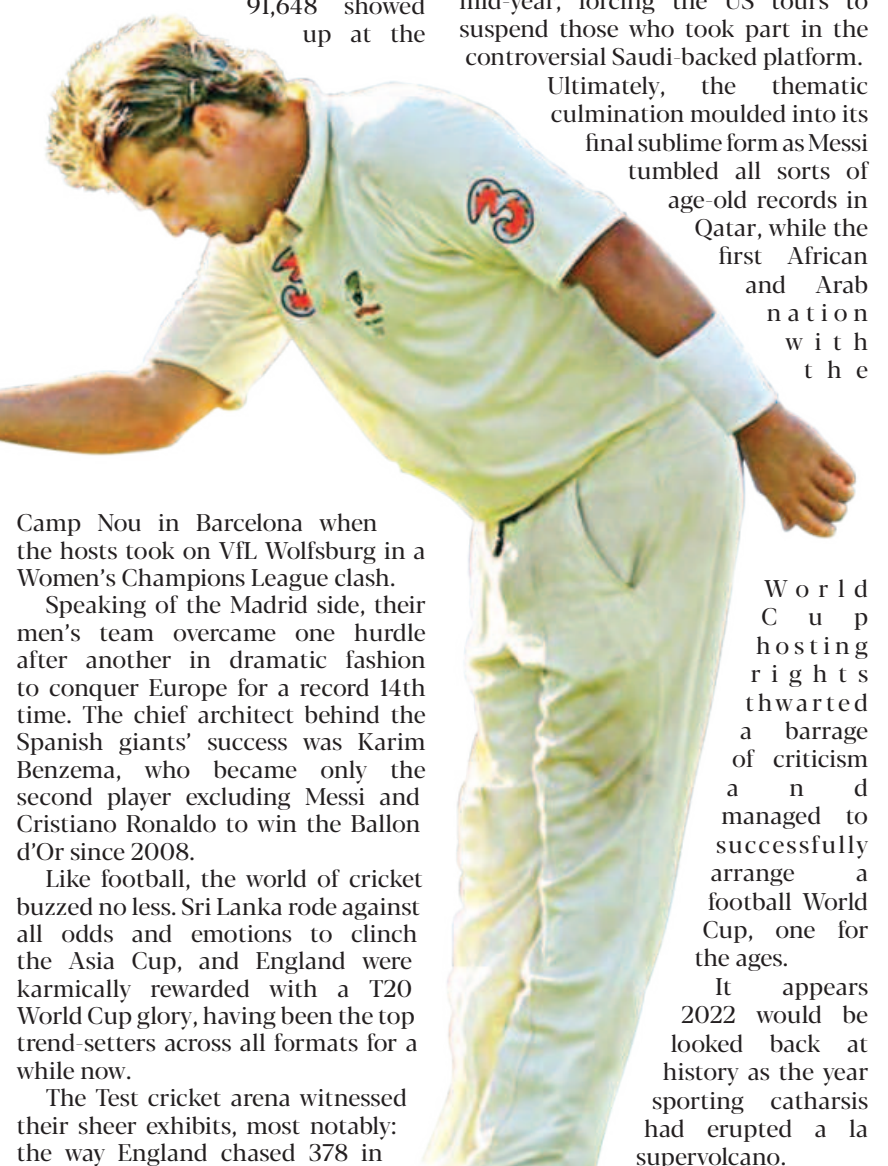 91,648 showed
up at the
Camp Nou in Barcelona when
the hosts took on VfL Wolfsburg in a
Women's Champions League clash.
Speaking of the Madrid side, their
men's team overcame one hurdle
after another in dramatic fashion
to conquer Europe for a record 14th
time. The chief architect behind the
Spanish giants' success was Karim
Benzema, who became only the
second player excluding Messi and
Cristiano Ronaldo to win the Ballon
d'Or since 2008.
Like football, the world of cricket
buzzed no less. Sri Lanka rode against
all odds and emotions to clinch
the Asia Cup, and England were
karmically rewarded with a T20
World Cup glory, having been the top
trend-setters across all formats for a
while now.
The Test cricket arena witnessed
their sheer exhibits, most notably:
the way England chased 378 in
mid-year, forcing the US tours to
suspend those who took part in the
controversial Saudi-backed platform.
Ultimately, the thematic
culmination moulded into its
final sublime form as Messi
tumbled all sorts of
age-old records in
Qatar, while the
first African
and Arab
nation
with
the
World
Cup
hosting
rights
thwarted
a barrage
of criticism
and
managed to
successfully
arrange a
football World
Cup, one for
the ages.
It appears
2022 would be
looked back at
history as the year
sporting catharsis
had erupted a la
supervolcano.